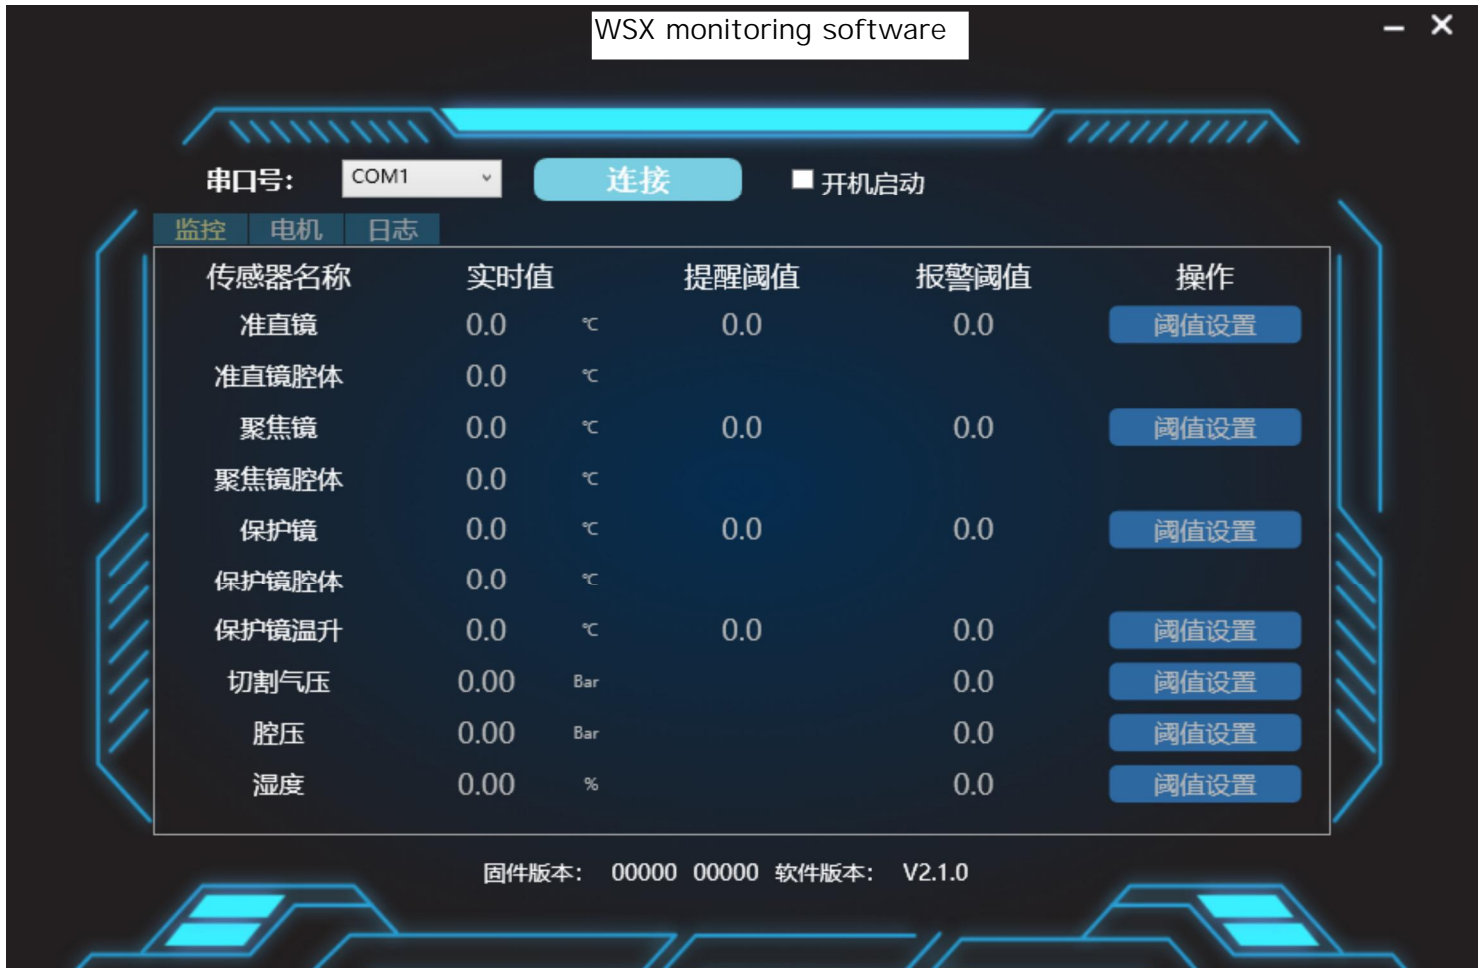 WSX monitoring software
串口号: COM1 连接 开机启动
监控 电机 日志
传感器名称 实时值 提醒阈值 报警阈值 操作
准直镜 0.0 ℃ 0.0 0.0 阈值设置
准直镜腔体 0.0 ℃
聚焦镜 0.0 ℃ 0.0 0.0 阈值设置
聚焦镜腔体 0.0 ℃
保护镜 0.0 ℃ 0.0 0.0 阈值设置
保护镜腔体 0.0 ℃
保护镜温升 0.0 ℃ 0.0 0.0 阈值设置
切割气压 0.00 Bar 0.0 阈值设置
腔压 0.00 Bar 0.0 阈值设置
湿度 0.00 % 0.0 阈值设置
固件版本: 00000 00000 软件版本: V2.1.0